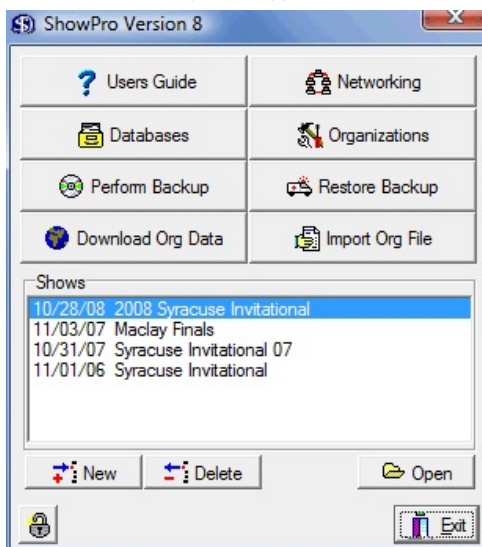 ShowPro Version 8
Users Guide Networking
Databases Organizations
Perform Backup Restore Backup
Download Org Data Import Org File
Shows
10/28/08 2008 Syracuse Invitational
11/03/07 Maclay Finals
10/31/07 Syracuse Invitational 07
11/01/06 Syracuse Invitational
New Delete Open
Exit